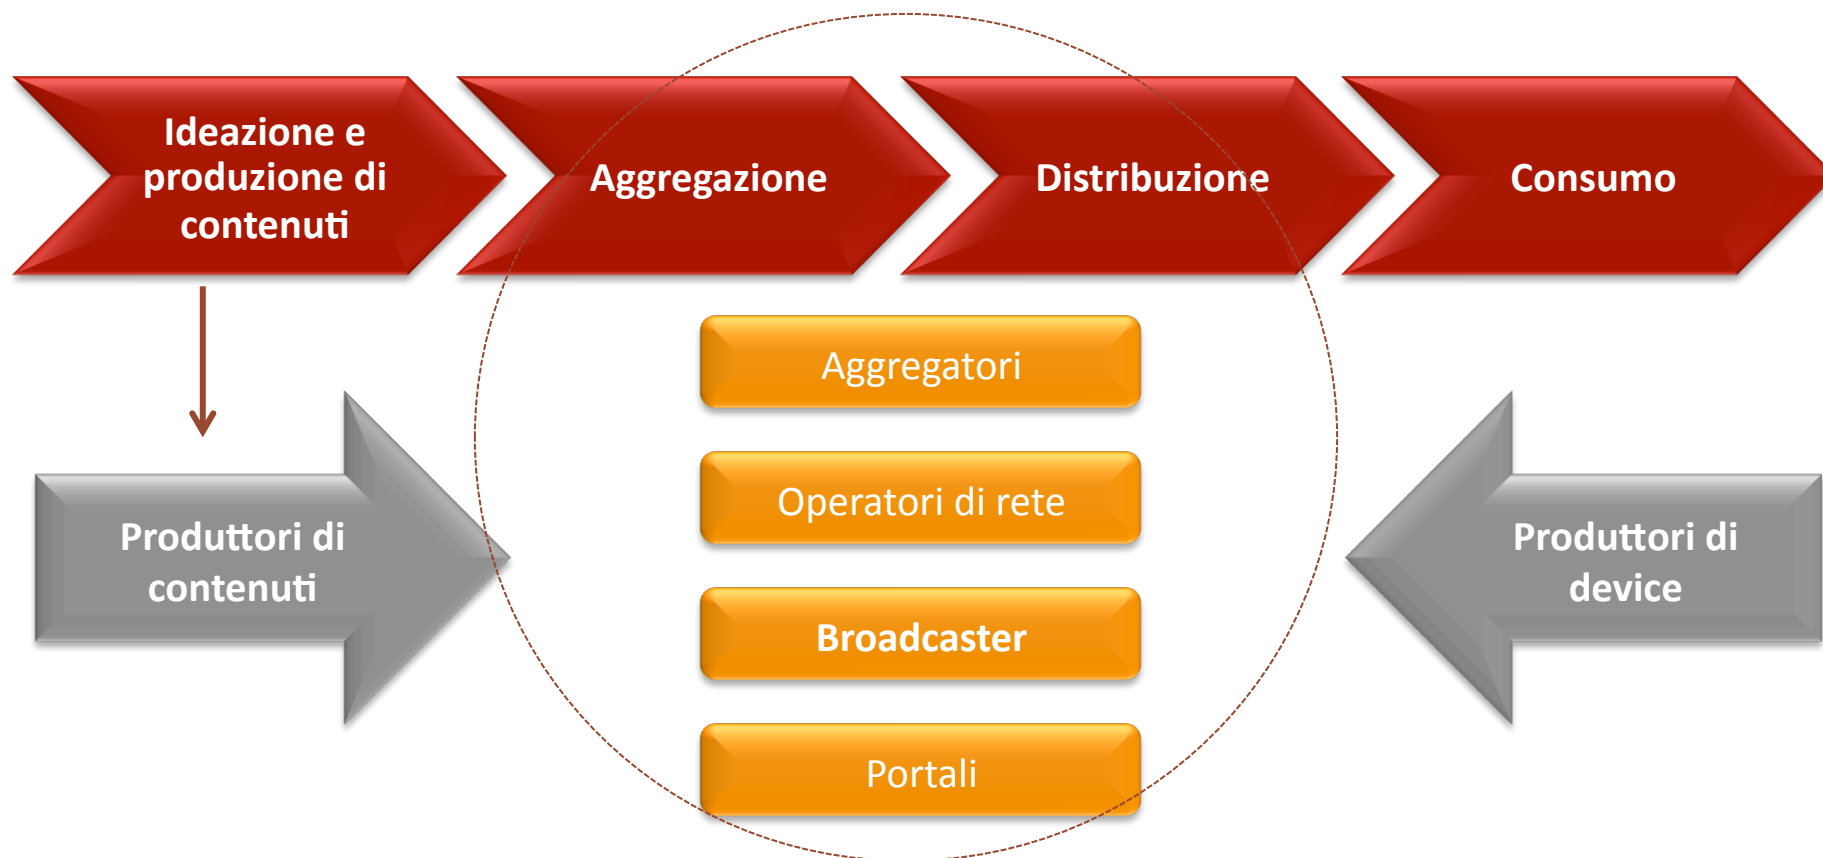 Ideazione e
produzione di
contenuti
Aggregazione
Distribuzione
Consumo
Aggregatori
Operatori di rete
Broadcaster
Portali
Produttori di
contenuti
Produttori di
device